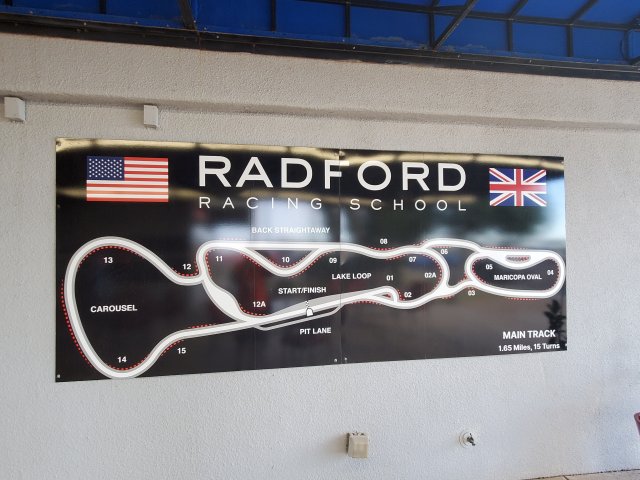 RADFORD
RACING SCHOOL
BACK STRAIGHTAWAY
08
06
13
12
11
10
09
07
LAKE LOOP
01
02A
05
04
MARICOPA OVAL
START/FINISH
02
03
CAROUSEL
12A
PIT LANE
14
15
MAIN TRACK
1.65 Miles, 15 Turns